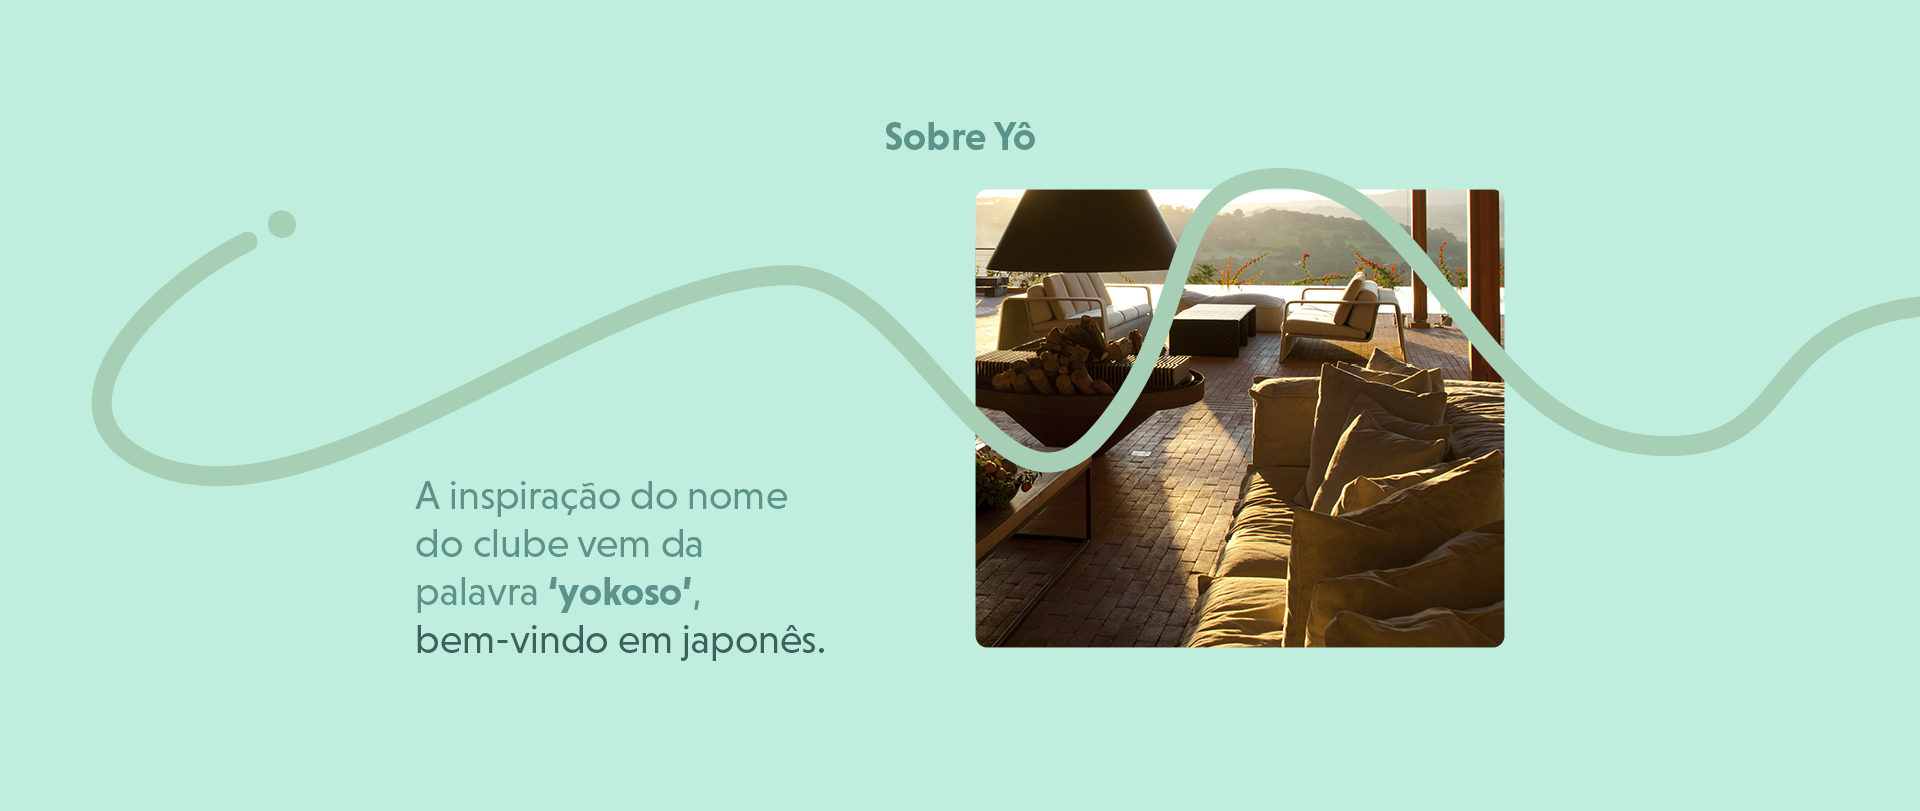 Sobre Yô
A inspiração do nome
do clube vem da
palavra ‘yokoso’,
bem-vindo em japonês.